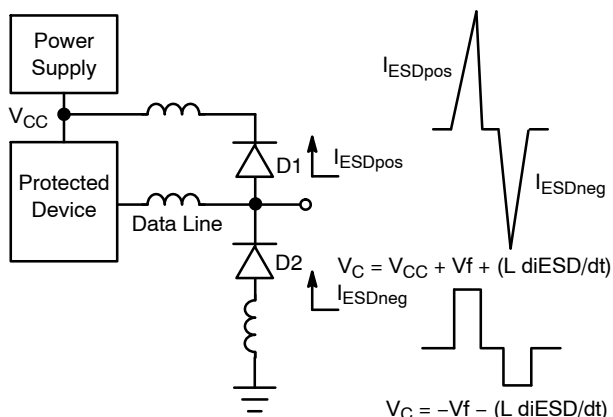 Power
Supply
V_CC
Protected
Device
Data Line
D1
I_ESDpos
D2
I_ESDneg
I_ESDpos
I_ESDneg
V_C = V_CC + Vf + (L diESD/dt)
V_C = −Vf − (L diESD/dt)